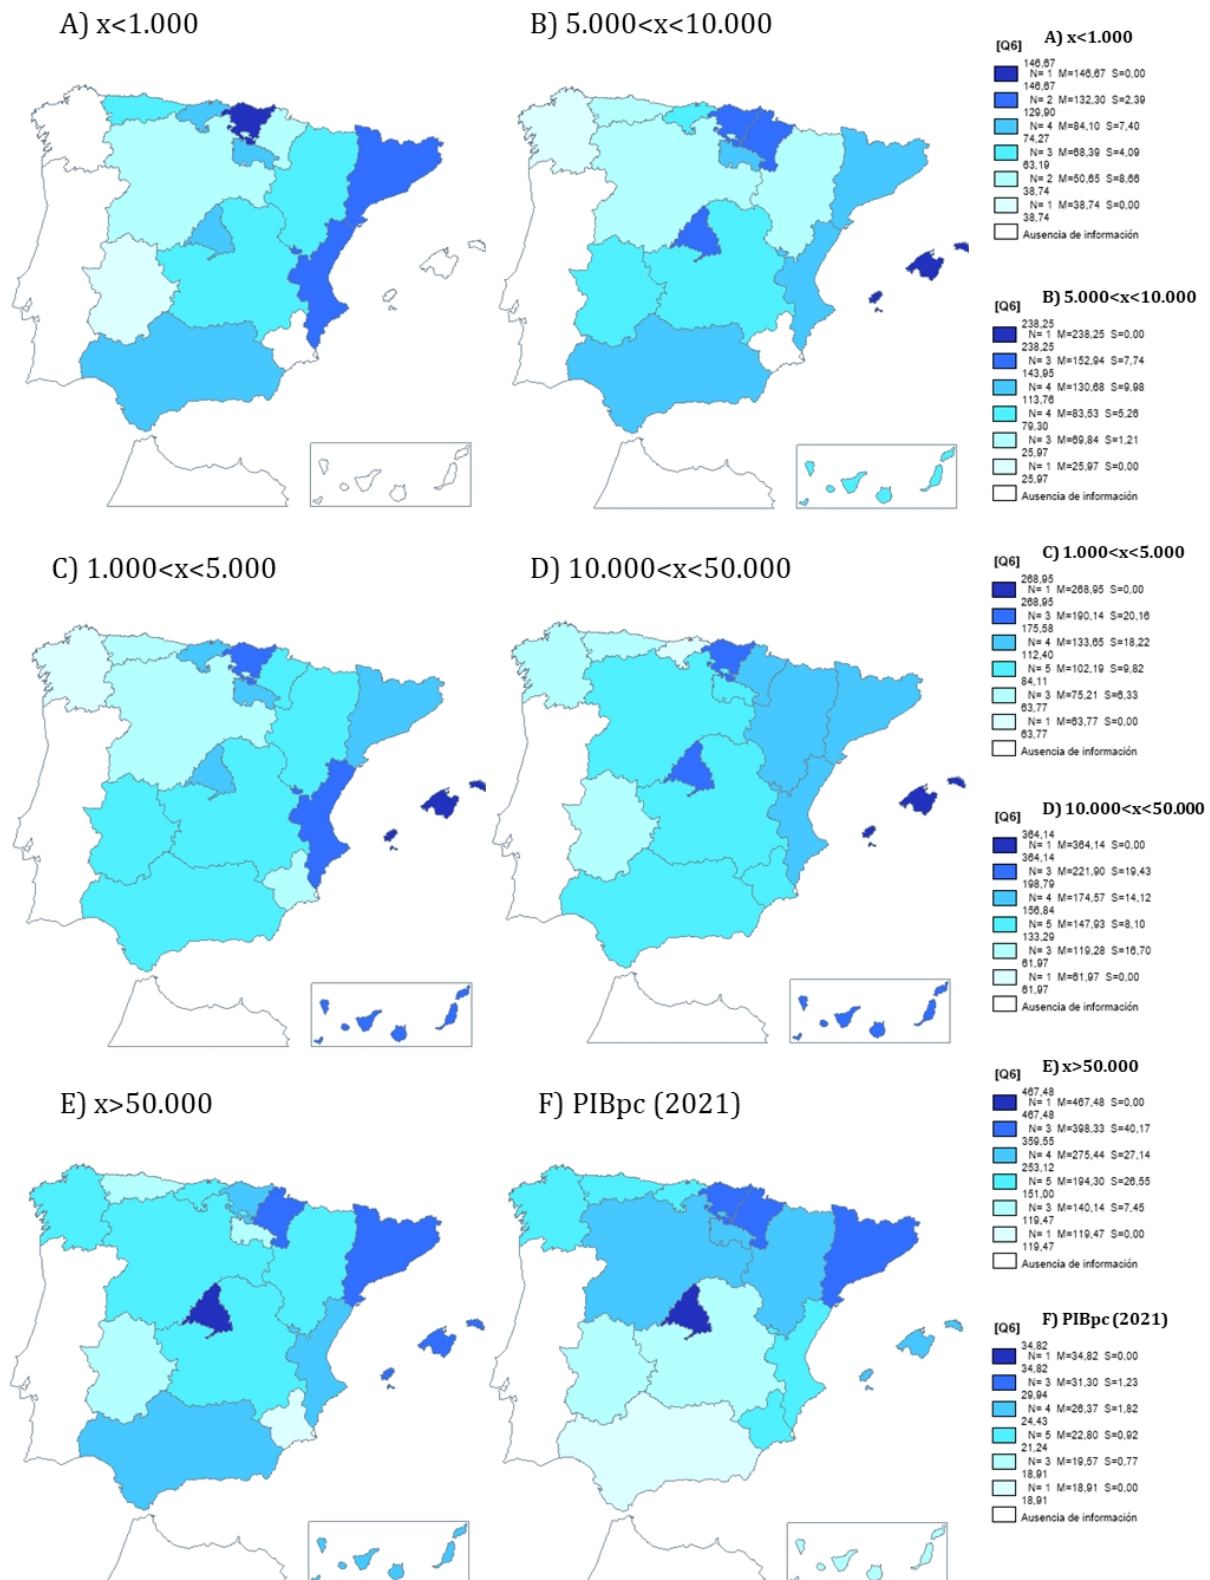 A) x<1.000
B) 5.000<x<10.000
C) 1.000<x<5.000
D) 10.000<x<50.000
E) x>50.000
F) PIBpc (2021)
[Q6] A) x<1.000
146,67
N= 1 M=146,67 S=0,00
146,67
N= 2 M=132,30 S=2,39
129,90
N= 4 M=84,10 S=7,40
74,27
N= 3 M=68,39 S=4,09
63,19
N= 2 M=50,65 S=8,66
38,74
N= 1 M=38,74 S=0,00
38,74
Ausencia de información
[Q6] B) 5.000<x<10.000
238,25
N= 1 M=238,25 S=0,00
238,25
N= 3 M=152,94 S=7,74
143,95
N= 4 M=130,68 S=9,98
113,76
N= 4 M=83,53 S=5,26
79,30
N= 3 M=69,84 S=1,21
25,97
N= 1 M=25,97 S=0,00
25,97
Ausencia de información
[Q6] C) 1.000<x<5.000
268,95
N= 1 M=268,95 S=0,00
268,95
N= 3 M=190,14 S=20,16
175,58
N= 4 M=133,65 S=18,22
112,40
N= 5 M=102,19 S=9,82
84,11
N= 3 M=75,21 S=6,33
63,77
N= 1 M=63,77 S=0,00
63,77
Ausencia de información
[Q6] D) 10.000<x<50.000
364,14
N= 1 M=364,14 S=0,00
364,14
N= 3 M=221,90 S=19,43
198,79
N= 4 M=174,57 S=14,12
156,84
N= 5 M=147,93 S=8,10
133,29
N= 3 M=119,28 S=16,70
61,97
N= 1 M=61,97 S=0,00
61,97
Ausencia de información
[Q6] E) x>50.000
467,48
N= 1 M=467,48 S=0,00
467,48
N= 3 M=398,33 S=40,17
359,55
N= 4 M=275,44 S=27,14
253,12
N= 5 M=194,30 S=26,55
151,00
N= 3 M=140,14 S=7,45
119,47
N= 1 M=119,47 S=0,00
119,47
Ausencia de información
[Q6] F) PIBpc (2021)
34,82
N= 1 M=34,82 S=0,00
34,82
N= 3 M=31,30 S=1,23
29,94
N= 4 M=26,37 S=1,82
24,43
N= 5 M=22,80 S=0,92
21,24
N= 3 M=19,57 S=0,77
18,91
N= 1 M=18,91 S=0,00
18,91
Ausencia de información